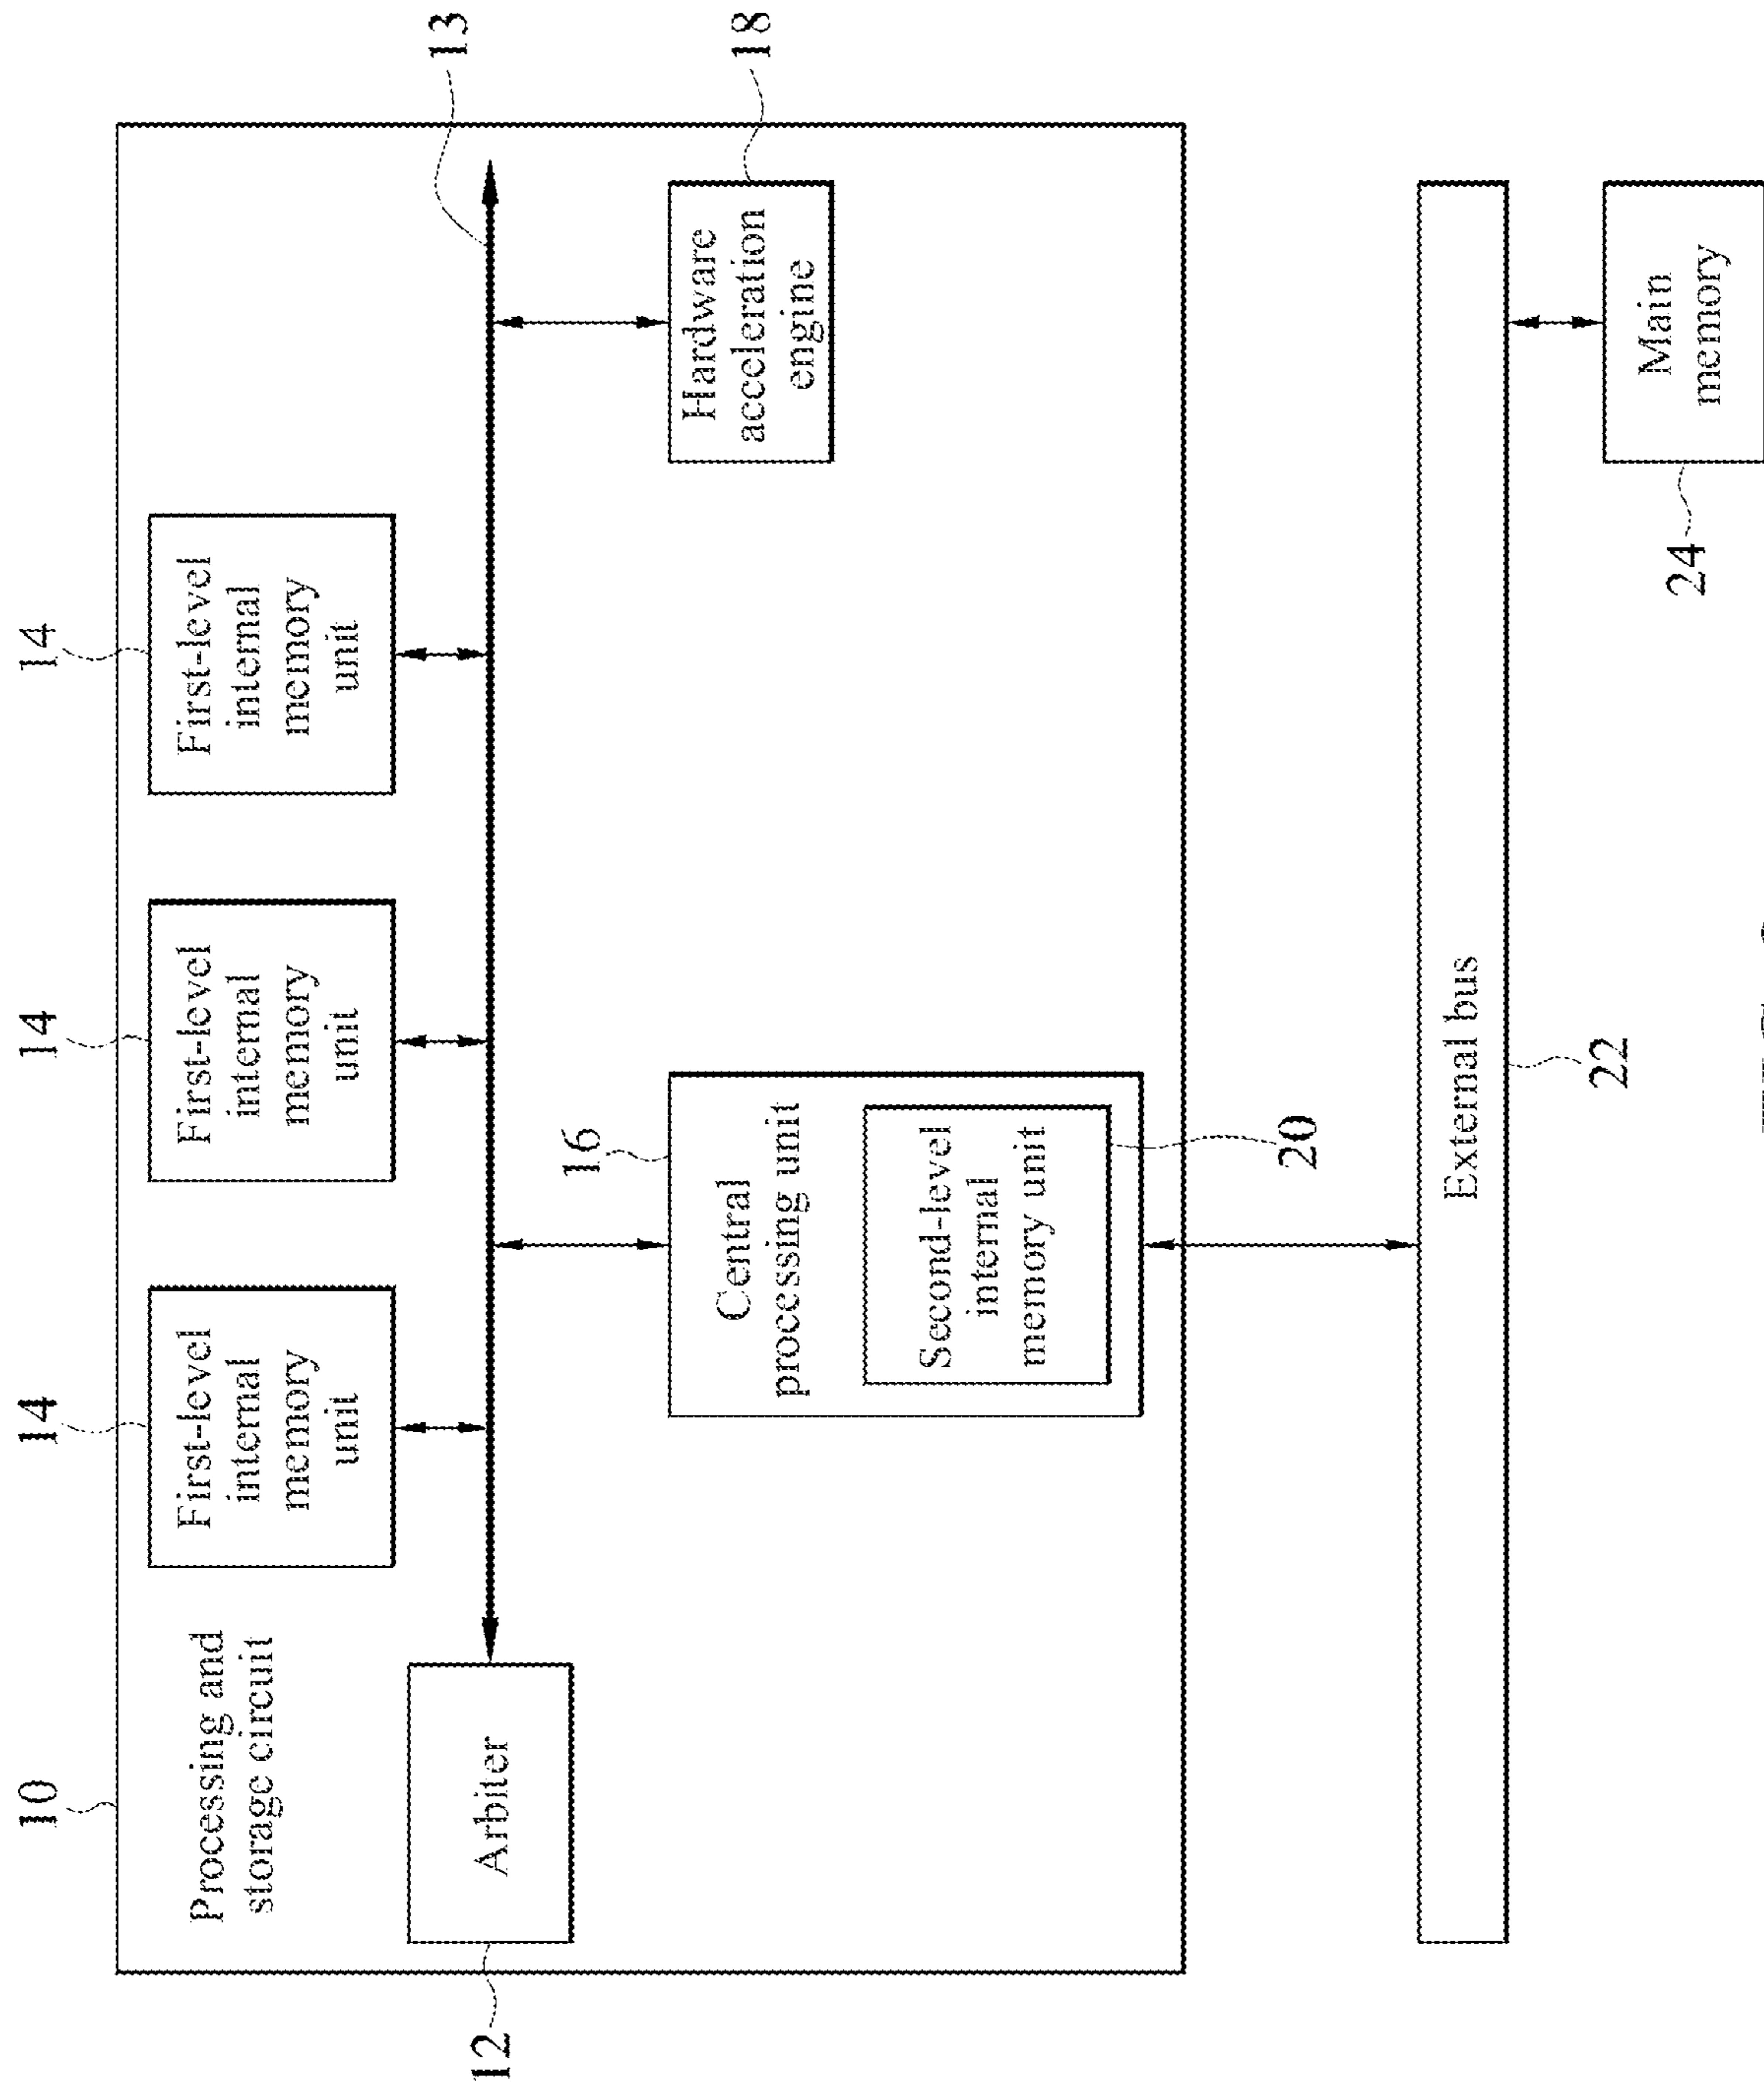 10
14
14
14
13
Processing and
storage circuit
First-level
internal
memory
unit
First-level
internal
memory
unit
First-level
internal
memory
unit
12
Arbiter
16
Central
processing unit
Second-level
internal
memory unit
20
Hardware
acceleration
engine
18
External bus
22
Main
memory
24